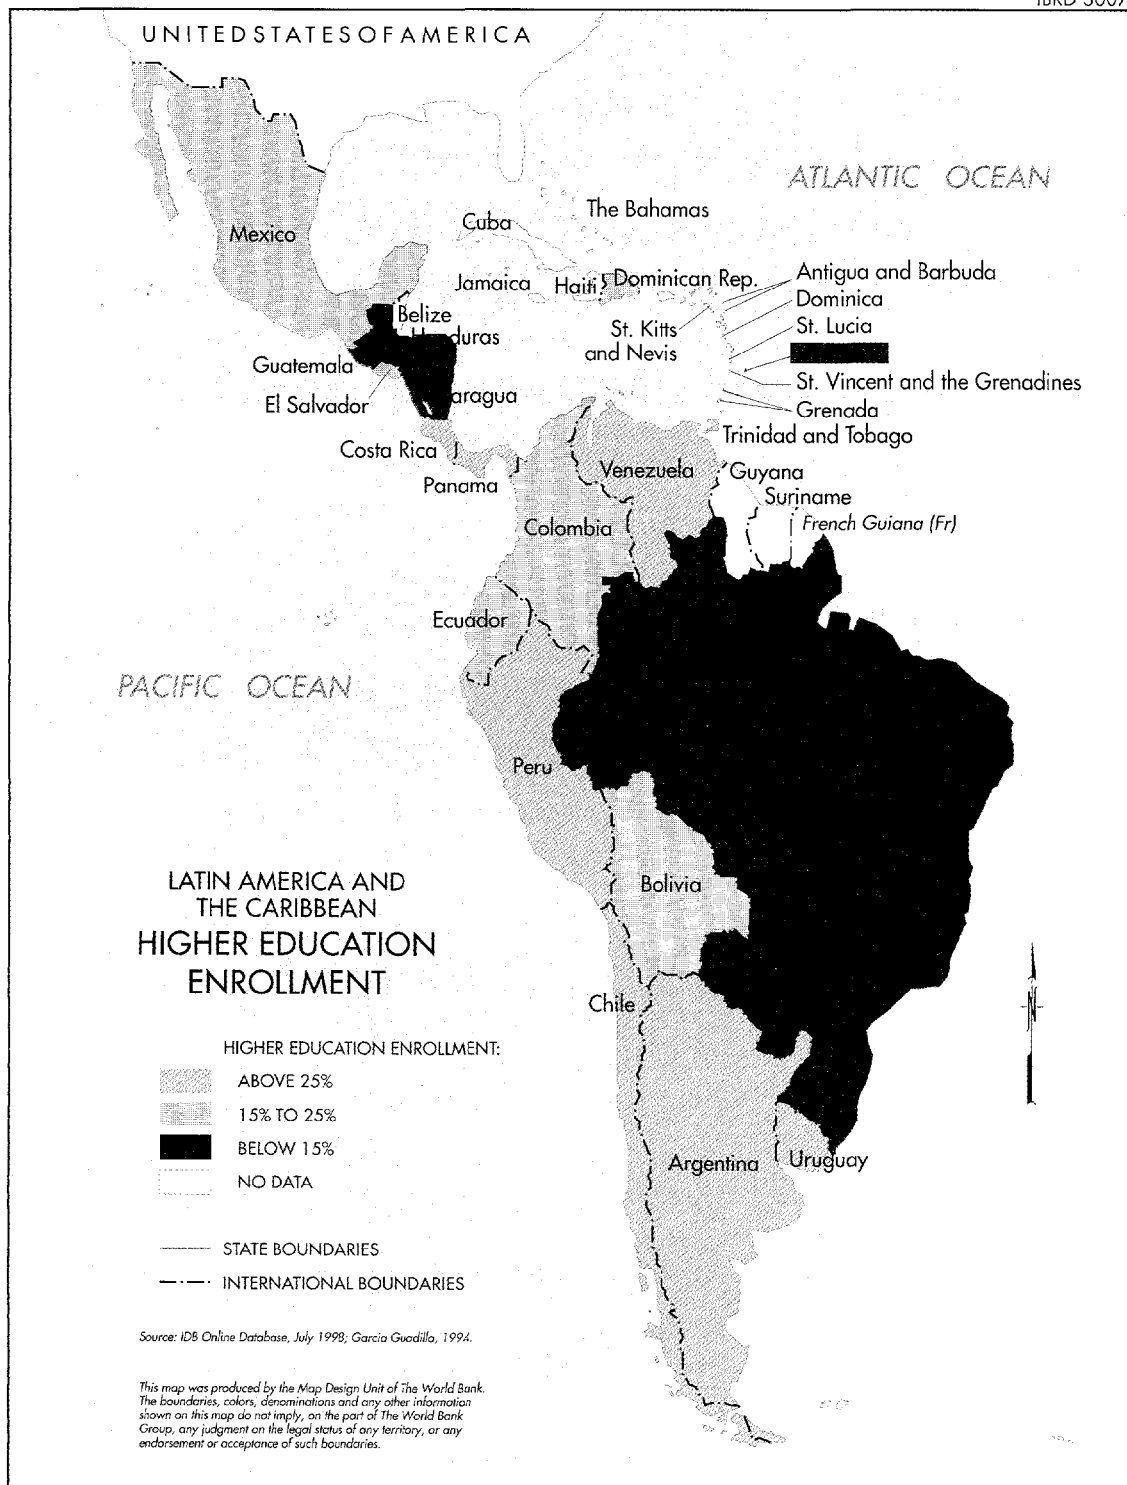 UNITED STATES OF AMERICA
ATLANTIC OCEAN
The Bahamas
Cuba
Mexico
Jamaica
Haiti
Dominican Rep.
Antigua and Barbuda
Dominica
Belize
St. Kitts
and Nevis
St. Lucia
Guatemala
St. Vincent and the Grenadines
El Salvador
Grenada
Trinidad and Tobago
Costa Rica
Panama
Venezuela
Guyana
Suriname
French Guiana (Fr)
Colombia
Ecuador
PACIFIC OCEAN
Peru
Bolivia
Chile
Argentina
Uruguay
LATIN AMERICA AND
THE CARIBBEAN
HIGHER EDUCATION
ENROLLMENT
HIGHER EDUCATION ENROLLMENT:
ABOVE 25%
15% TO 25%
BELOW 15%
NO DATA
STATE BOUNDARIES
INTERNATIONAL BOUNDARIES
N
Source: IDB Online Database, July 1998; Garcia Guadilla, 1994.
This map was produced by the Map Design Unit of The World Bank.
The boundaries, colors, denominations and any other information
shown on this map do not imply, on the part of The World Bank
Group, any judgment on the legal status of any territory, or any
endorsement or acceptance of such boundaries.